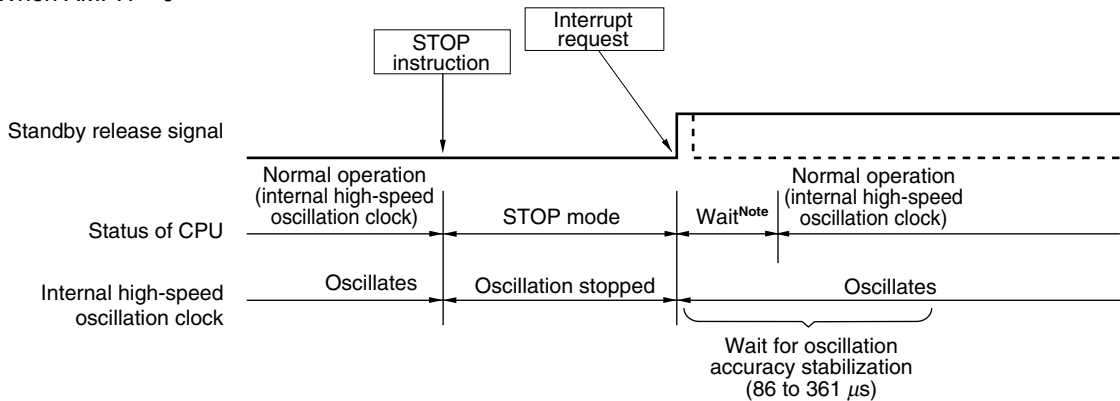 Interrupt
request
STOP
instruction
Standby release signal
Normal operation
(internal high-speed
oscillation clock)
Normal operation
(internal high-speed
oscillation clock)
Status of CPU
STOP mode
WaitNote
Internal high-speed
oscillation clock
Oscillates
Oscillation stopped
Oscillates
Wait for oscillation
accuracy stabilization
(86 to 361 μs)